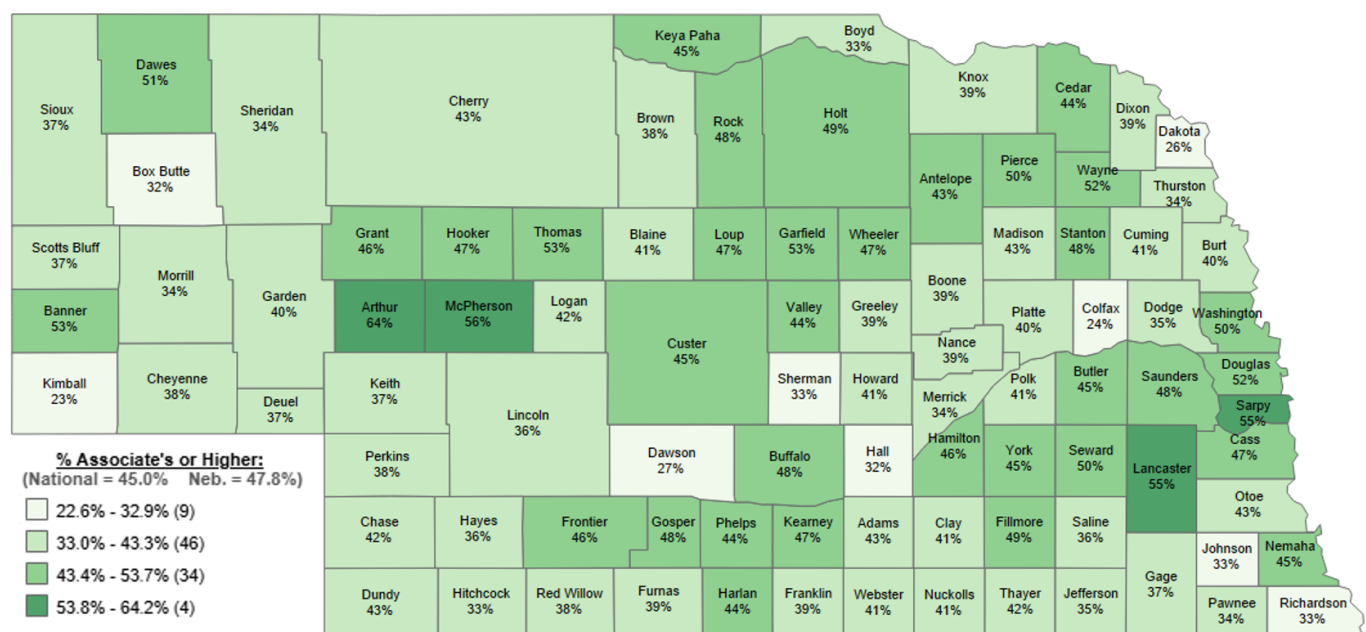 Keya Paha
45%
Boyd
33%
Dawes
51%
Knox
39%
Cedar
44%
Sioux
37%
Sheridan
34%
Cherry
43%
Brown
38%
Rock
48%
Holt
49%
Dixon
39%
Dakota
26%
Box Butte
32%
Antelope
43%
Pierce
50%
Wayne
52%
Thurston
34%
Scotts Bluff
37%
Grant
46%
Hooker
47%
Thomas
53%
Blaine
41%
Loup
47%
Garfield
53%
Wheeler
47%
Madison
43%
Stanton
48%
Cuming
41%
Burt
40%
Morrill
34%
Garden
40%
Boone
39%
Banner
53%
Arthur
64%
McPherson
56%
Logan
42%
Custer
45%
Valley
44%
Greeley
39%
Platte
40%
Colfax
24%
Dodge
35%
Washington
50%
Nance
39%
Kimball
23%
Cheyenne
38%
Deuel
37%
Keith
37%
Lincoln
36%
Sherman
33%
Howard
41%
Merrick
34%
Polk
41%
Butler
45%
Saunders
48%
Douglas
52%
Sarpy
55%
Perkins
38%
Dawson
27%
Buffalo
48%
Hall
32%
Hamilton
46%
York
45%
Seward
50%
Lancaster
55%
Cass
47%
Otoe
43%
Chase
42%
Hayes
36%
Frontier
46%
Gosper
48%
Phelps
44%
Kearney
47%
Adams
43%
Clay
41%
Fillmore
49%
Saline
36%
Johnson
33%
Nemaha
45%
Dundy
43%
Hitchcock
33%
Red Willow
38%
Furnas
39%
Harlan
44%
Franklin
39%
Webster
41%
Nuckolls
41%
Thayer
42%
Jefferson
35%
Gage
37%
Pawnee
34%
Richardson
33%
% Associate's or Higher:
(National = 45.0% Neb. = 47.8%)
22.6% - 32.9% (9)
33.0% - 43.3% (46)
43.4% - 53.7% (34)
53.8% - 64.2% (4)